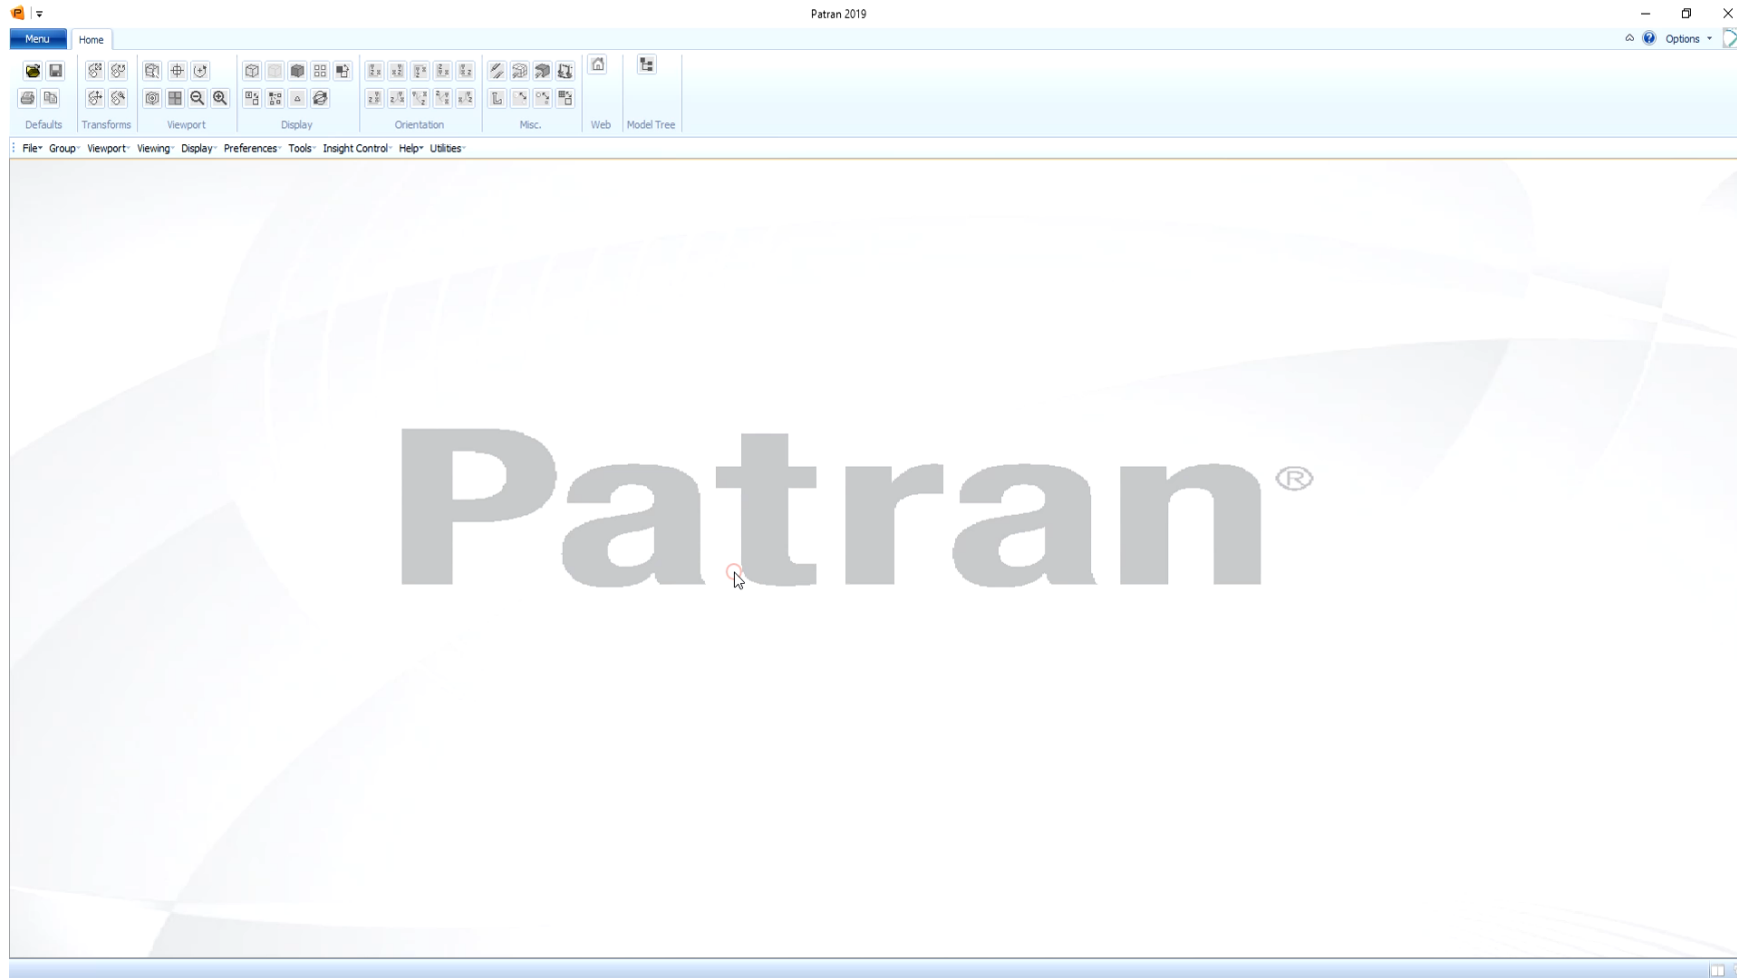 Patran 2019
Menu Home Options
Defaults Transforms Viewport Display Orientation Misc. Web Model Tree
File Group Viewport Viewing Display Preferences Tools Insight Control Help Utilities
Patran®